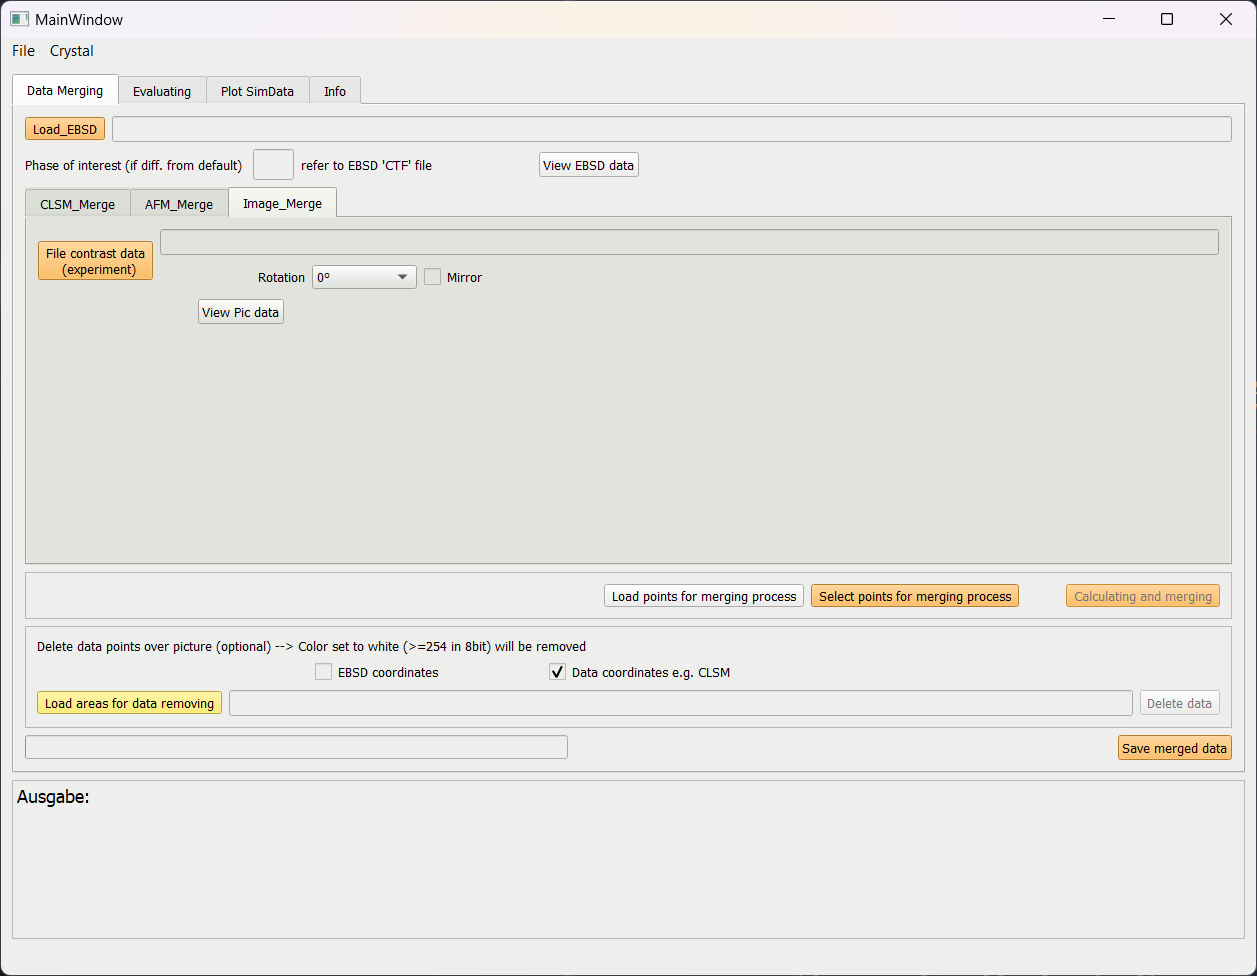 MainWindow
File Crystal
Data Merging Evaluating Plot SimData Info
Load_EBSD
Phase of interest (if diff. from default) refer to EBSD 'CTF' file View EBSD data
CLSM_Merge AFM_Merge Image_Merge
File contrast data
(experiment)
Rotation 0° Mirror
View Pic data
Load points for merging process Select points for merging process Calculating and merging
Delete data points over picture (optional) --> Color set to white (>=254 in 8bit) will be removed
EBSD coordinates Data coordinates e.g. CLSM
Load areas for data removing Delete data
Save merged data
Ausgabe: